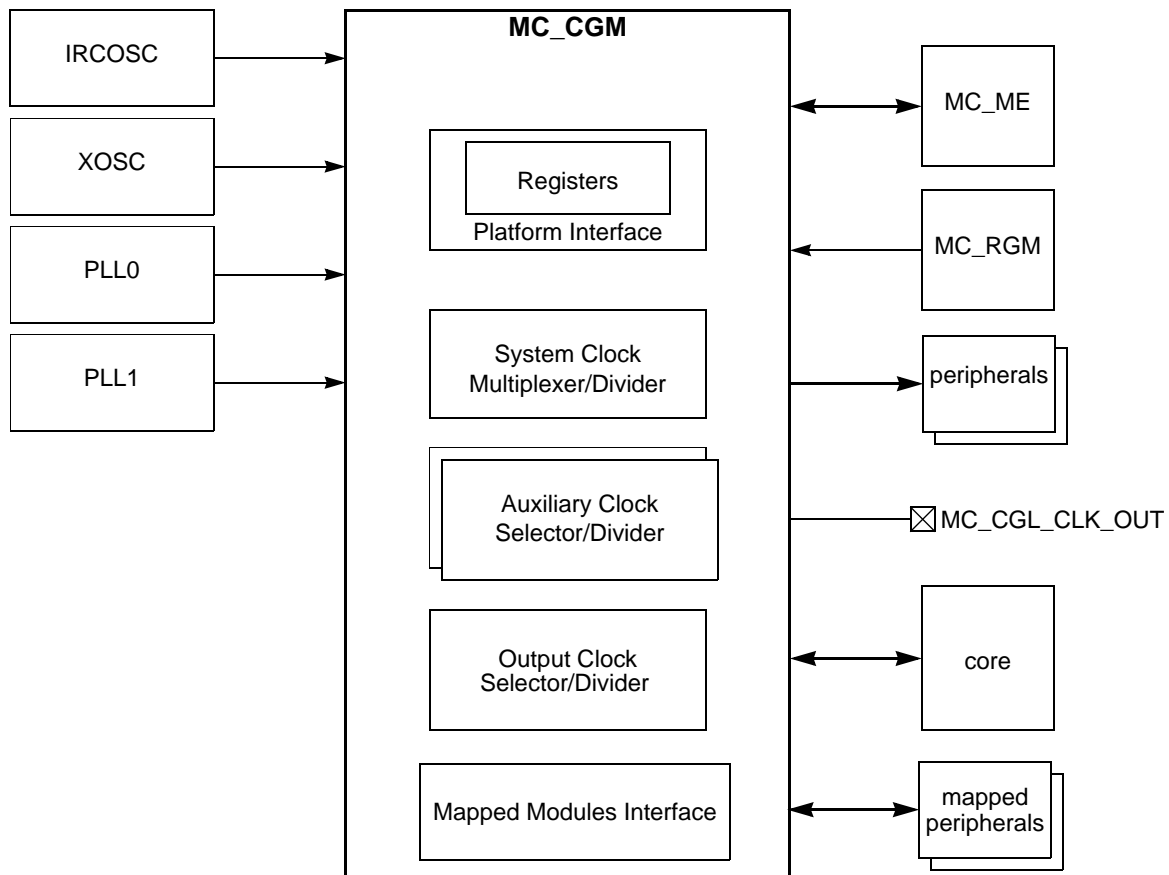 MC_CGM
IRCOSC
XOSC
PLL0
PLL1
Registers
Platform Interface
System Clock
Multiplexer/Divider
Auxiliary Clock
Selector/Divider
Output Clock
Selector/Divider
Mapped Modules Interface
MC_ME
MC_RGM
peripherals
MC_CGL_CLK_OUT
core
mapped
peripherals